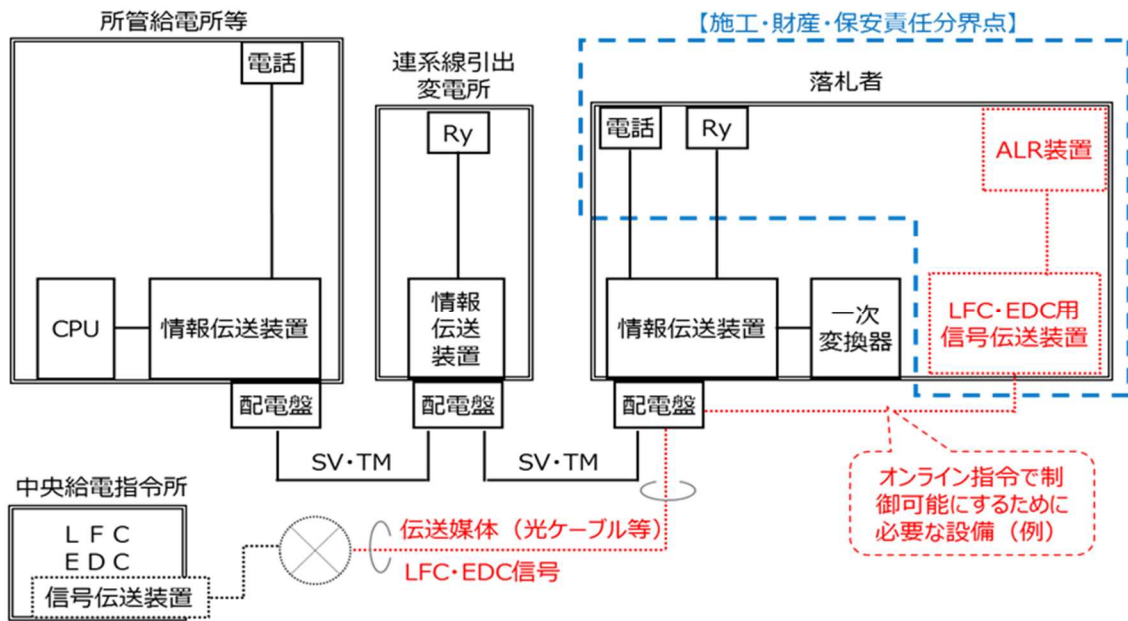 所管給電所等
電話
CPU
情報伝送装置
配電盤
連系線引出
変電所
Ry
情報
伝送
装置
配電盤
【施工・財産・保安責任分界点】
落札者
電話
Ry
ALR装置
情報伝送装置
一次
変換器
LFC・EDC用
信号伝送装置
配電盤
SV・TM
SV・TM
オンライン指令で制
御可能にするために
必要な設備（例）
中央給電指令所
ＬＦＣ
ＥＤＣ
信号伝送装置
伝送媒体（光ケーブル等）
LFC・EDC信号